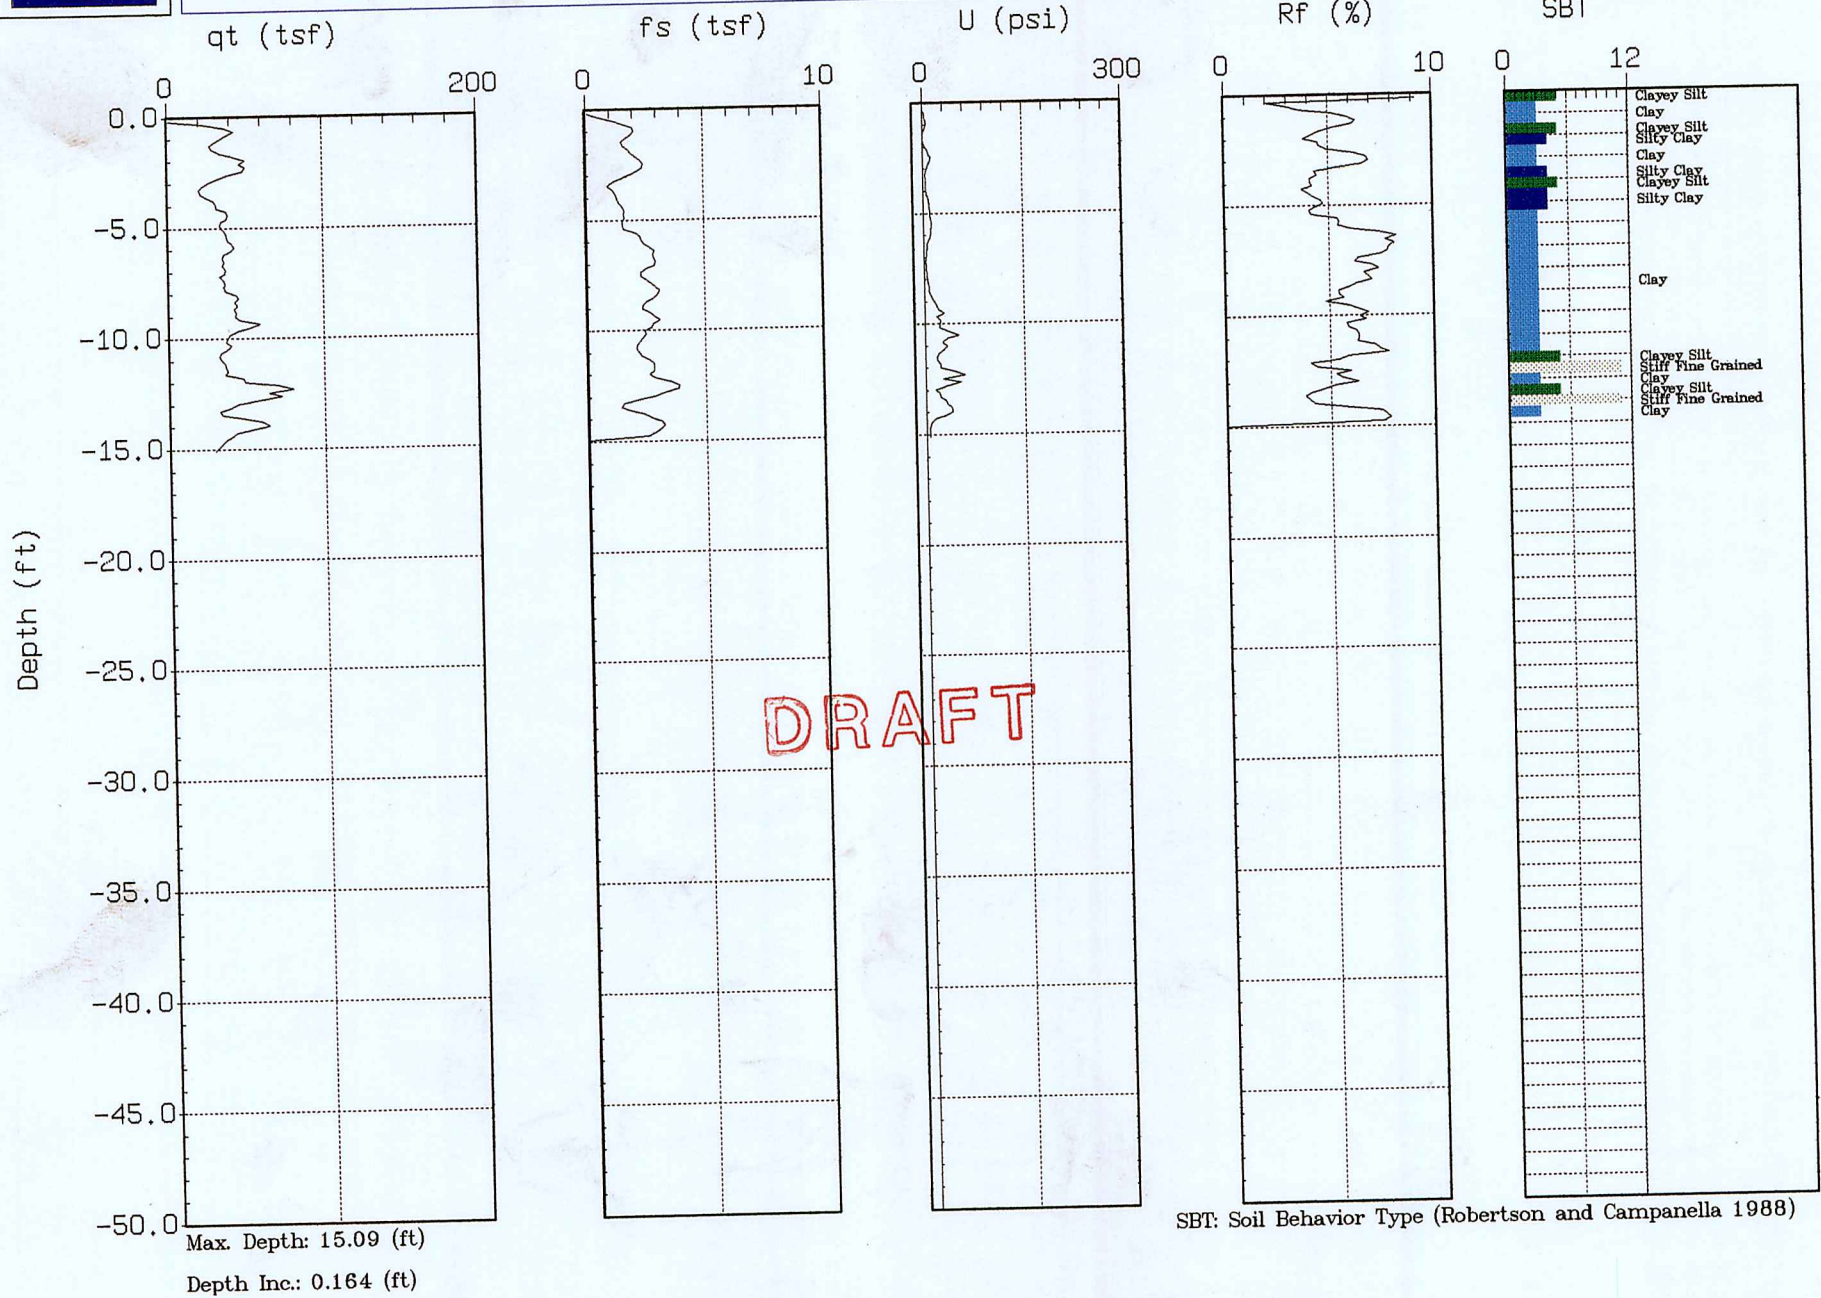 qt (tsf)
fs (tsf)
U (psi)
Rf (%)
SBT
0 200
0 10
0 300
0 10
0 12
0.0
-5.0
-10.0
-15.0
-20.0
-25.0
-30.0
-35.0
-40.0
-45.0
-50.0
Depth (ft)
Clayey Silt
Clay
Clayey Silt
Silty Clay
Clay
Silty Clay
Clayey Silt
Silty Clay
Clay
Clayey Silt
Stiff Fine Grained
Clay
Clayey Silt
Stiff Fine Grained
Clay
DRAFT
Max. Depth: 15.09 (ft)
Depth Inc.: 0.164 (ft)
SBT: Soil Behavior Type (Robertson and Campanella 1988)